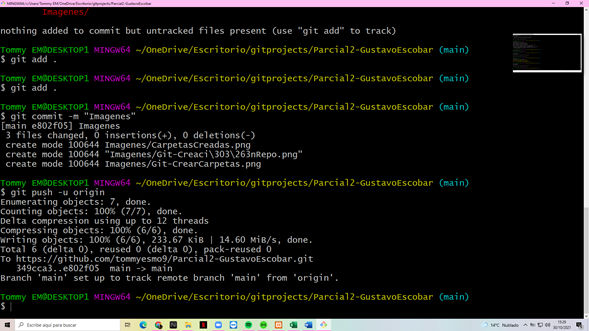 MINGW64:/c/Users/Tommy EM/OneDrive/Escritorio/gitprojects/Parcial2-GustavoEscobar
Imagenes/
nothing added to commit but untracked files present (use "git add" to track)
Tommy EM@DESKTOP1 MINGW64 ~/OneDrive/Escritorio/gitprojects/Parcial2-GustavoEscobar (main)
$ git add .
Tommy EM@DESKTOP1 MINGW64 ~/OneDrive/Escritorio/gitprojects/Parcial2-GustavoEscobar (main)
$ git add .
Tommy EM@DESKTOP1 MINGW64 ~/OneDrive/Escritorio/gitprojects/Parcial2-GustavoEscobar (main)
$ git commit -m "Imagenes"
[main e802f05] Imagenes
3 files changed, 0 insertions(+), 0 deletions(-)
create mode 100644 Imagenes/CarpetasCreadas.png
create mode 100644 "Imagenes/Git-Creaci\303\263nRepo.png"
create mode 100644 Imagenes/Git-CrearCarpetas.png
Tommy EM@DESKTOP1 MINGW64 ~/OneDrive/Escritorio/gitprojects/Parcial2-GustavoEscobar (main)
$ git push -u origin
Enumerating objects: 7, done.
Counting objects: 100% (7/7), done.
Delta compression using up to 12 threads
Compressing objects: 100% (6/6), done.
Writing objects: 100% (6/6), 233.67 KiB | 14.60 MiB/s, done.
Total 6 (delta 0), reused 0 (delta 0), pack-reused 0
To https://github.com/tommyesmo9/Parcial2-GustavoEscobar.git
349cca3..e802f05 main -> main
Branch 'main' set up to track remote branch 'main' from 'origin'.
Tommy EM@DESKTOP1 MINGW64 ~/OneDrive/Escritorio/gitprojects/Parcial2-GustavoEscobar (main)
$
Escribe aquí para buscar
14°C Nublado
30/10/2021